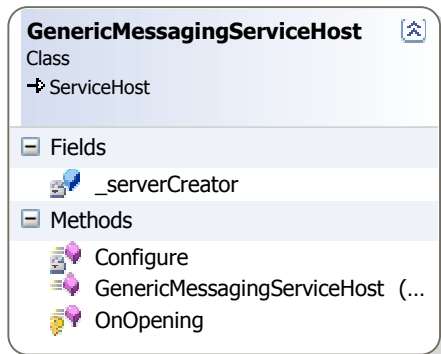 GenericMessagingServiceHost
Class
ServiceHost
Fields
_serverCreator
Methods
Configure
GenericMessagingServiceHost (...
OnOpening